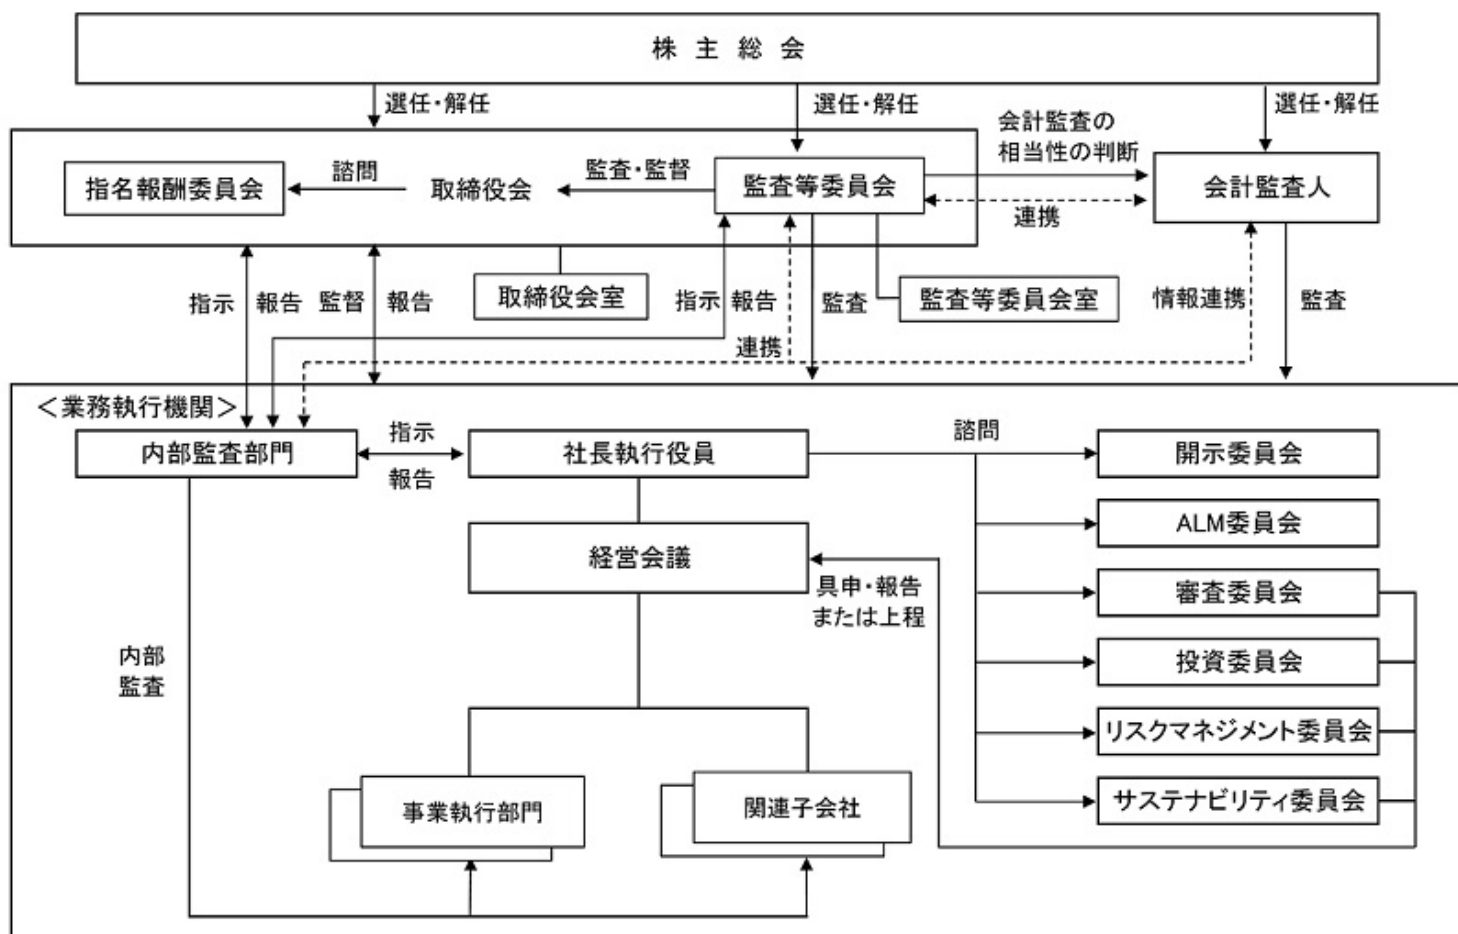 株主総会
選任・解任
選任・解任
選任・解任
会計監査の
相当性の判断
指名報酬委員会
諮問
取締役会
監査・監督
監査等委員会
会計監査人
連携
取締役会室
監査等委員会室
指示
報告
監督
報告
指示
報告
監査
情報連携
監査
連携
＜業務執行機関＞
内部監査部門
指示
報告
社長執行役員
諮問
開示委員会
ALM委員会
経営会議
具申・報告
または上程
審査委員会
投資委員会
内部
監査
リスクマネジメント委員会
サステナビリティ委員会
事業執行部門
関連子会社